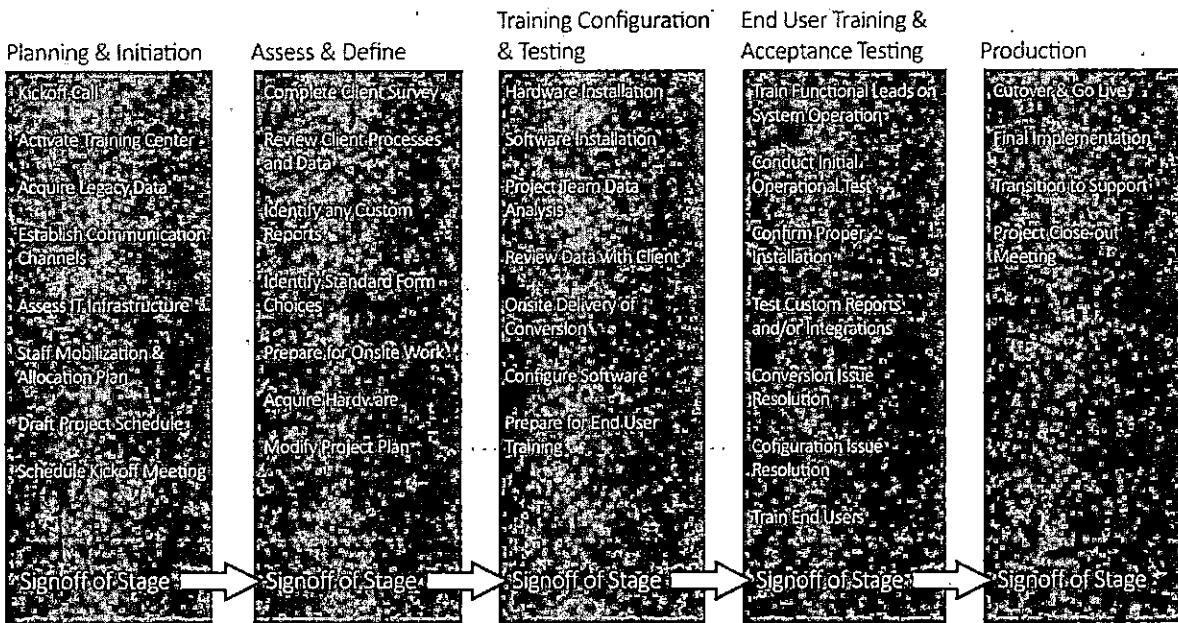 Planning & Initiation
Kickoff Call
Activate Training Center
Acquire Legacy Data
Establish Communication
Channels
Assess IT Infrastructure
Staff Mobilization &
Allocation Plan
Draft Project Schedule
Schedule Kickoff Meeting
Signoff of Stage
Assess & Define
Complete Client Survey
Review Client Processes
and Data
Identify any Custom
Reports
Identify Standard Form
Choices
Prepare for Onsite Work
Acquire Hardware
Modify Project Plan
Signoff of Stage
Training Configuration
& Testing
Hardware Installation
Software Installation
Project Team Data
Analysis
Review Data With Client
Onsite Delivery of
Conversion
Configure Software
Prepare for End User
Training
Signoff of Stage
End User Training &
Acceptance Testing
Train Functional Leads on
System Operation
Conduct Initial
Operational Test
Confirm Proper
Installation
Test Custom Reports
and/or Integrations
Conversion Issue
Resolution
Cofiguration Issue
Resolution
Train End Users
Signoff of Stage
Production
Cutover & Go Live
Final Implementation
Transition to Support
Project Close-out
Meeting
Signoff of Stage